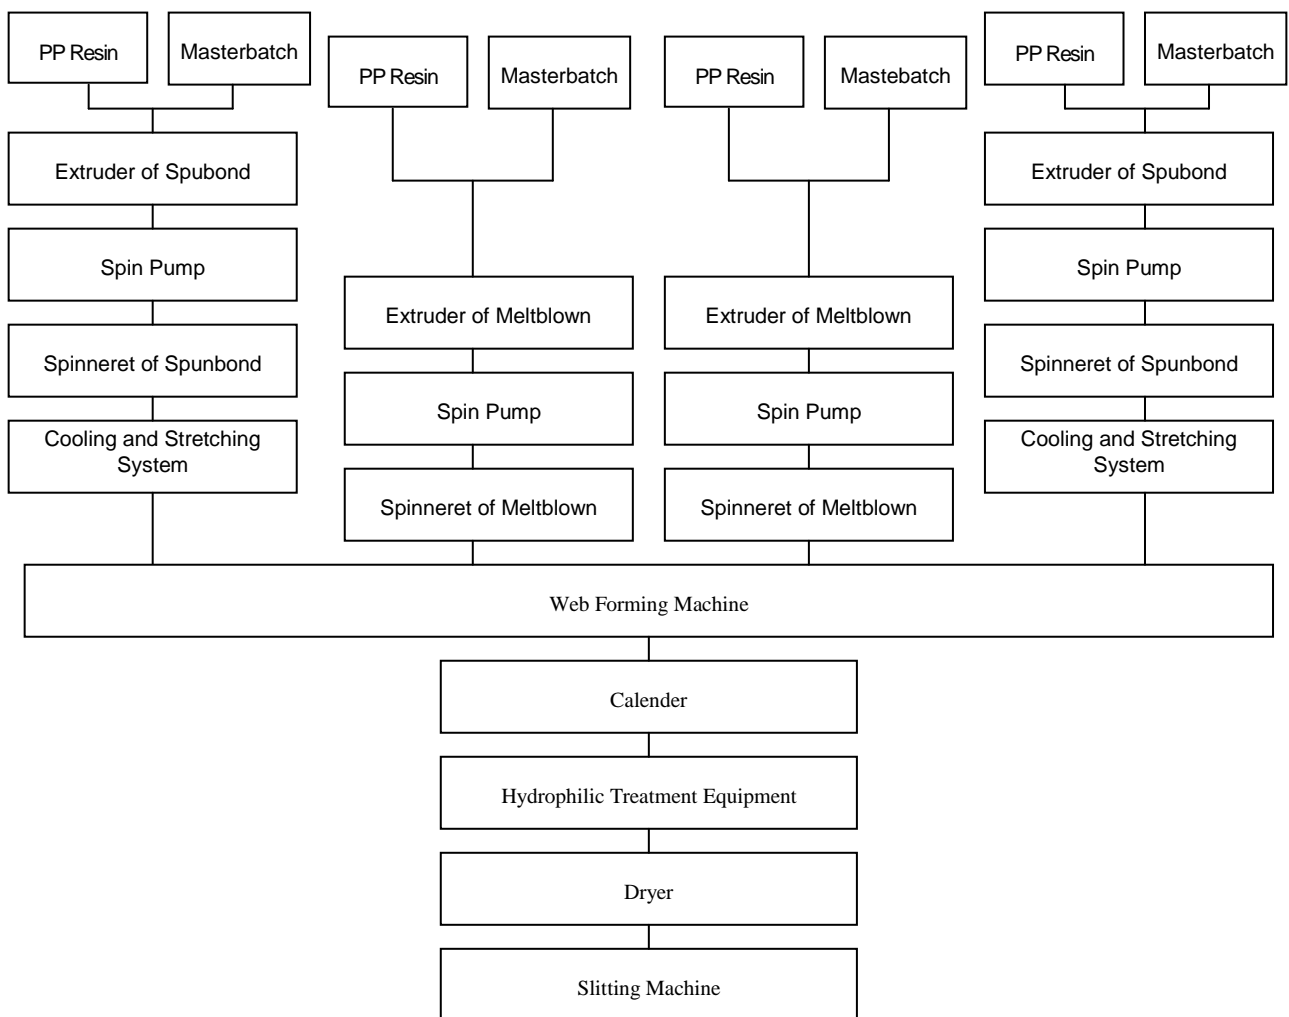 PP Resin
Masterbatch
Extruder of Spubond
Spin Pump
Spinneret of Spunbond
Cooling and Stretching
System
PP Resin
Masterbatch
Extruder of Meltblown
Spin Pump
Spinneret of Meltblown
PP Resin
Mastebatch
Extruder of Meltblown
Spin Pump
Spinneret of Meltblown
PP Resin
Masterbatch
Extruder of Spubond
Spin Pump
Spinneret of Spunbond
Cooling and Stretching
System
Web Forming Machine
Calender
Hydrophilic Treatment Equipment
Dryer
Slitting Machine